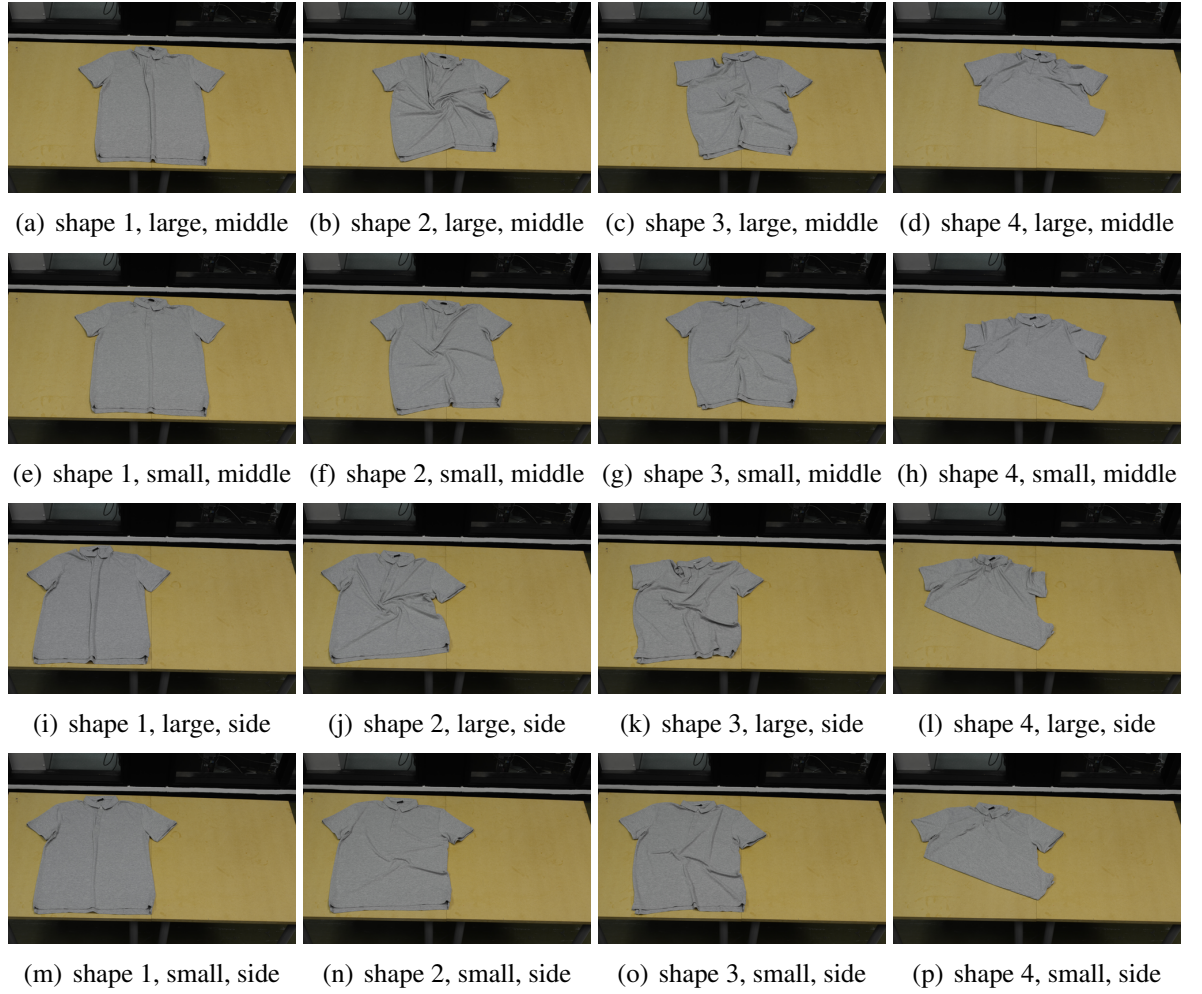 (a) shape 1, large, middle
(b) shape 2, large, middle
(c) shape 3, large, middle
(d) shape 4, large, middle
(e) shape 1, small, middle
(f) shape 2, small, middle
(g) shape 3, small, middle
(h) shape 4, small, middle
(i) shape 1, large, side
(j) shape 2, large, side
(k) shape 3, large, side
(l) shape 4, large, side
(m) shape 1, small, side
(n) shape 2, small, side
(o) shape 3, small, side
(p) shape 4, small, side